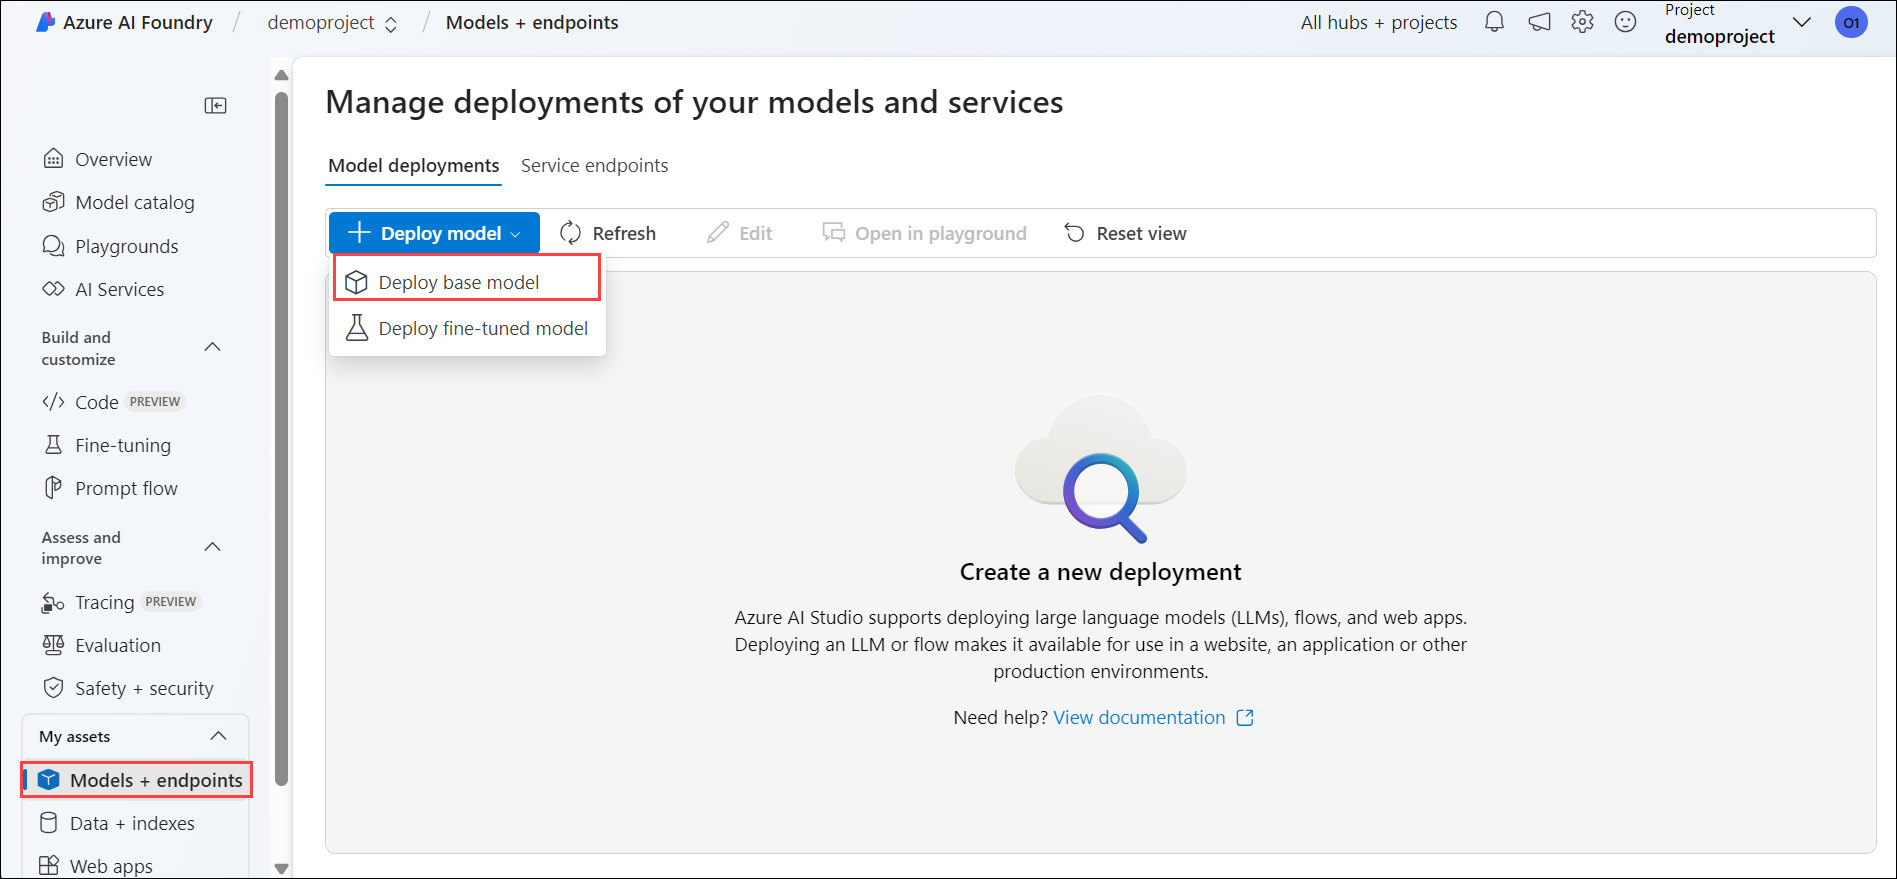 Azure AI Foundry / demoproject / Models + endpoints
All hubs + projects
Project
demoproject
O1
Overview
Model catalog
Playgrounds
AI Services
Build and
customize
Code PREVIEW
Fine-tuning
Prompt flow
Assess and
improve
Tracing PREVIEW
Evaluation
Safety + security
My assets
Models + endpoints
Data + indexes
Web apps
Manage deployments of your models and services
Model deployments Service endpoints
Deploy model Refresh Edit Open in playground Reset view
Deploy base model
Deploy fine-tuned model
Create a new deployment
Azure AI Studio supports deploying large language models (LLMs), flows, and web apps.
Deploying an LLM or flow makes it available for use in a website, an application or other
production environments.
Need help? View documentation